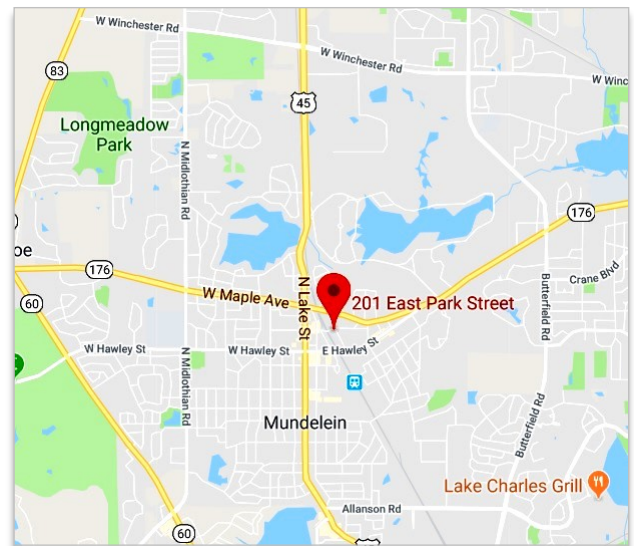 W Winchester Rd
W Winchester Rd
W Winc
83
45
Longmeadow
Park
N Midlothian Rd
176
oe
176
Crane Blvd
60
W Maple Ave
N Lake St
201 East Park Street
Butterfield Rd
W Hawley St
W Hawley St
E Hawley St
N Midlothian Rd
Mundelein
Butterfield Rd
Lake Charles Grill
Allanson Rd
60